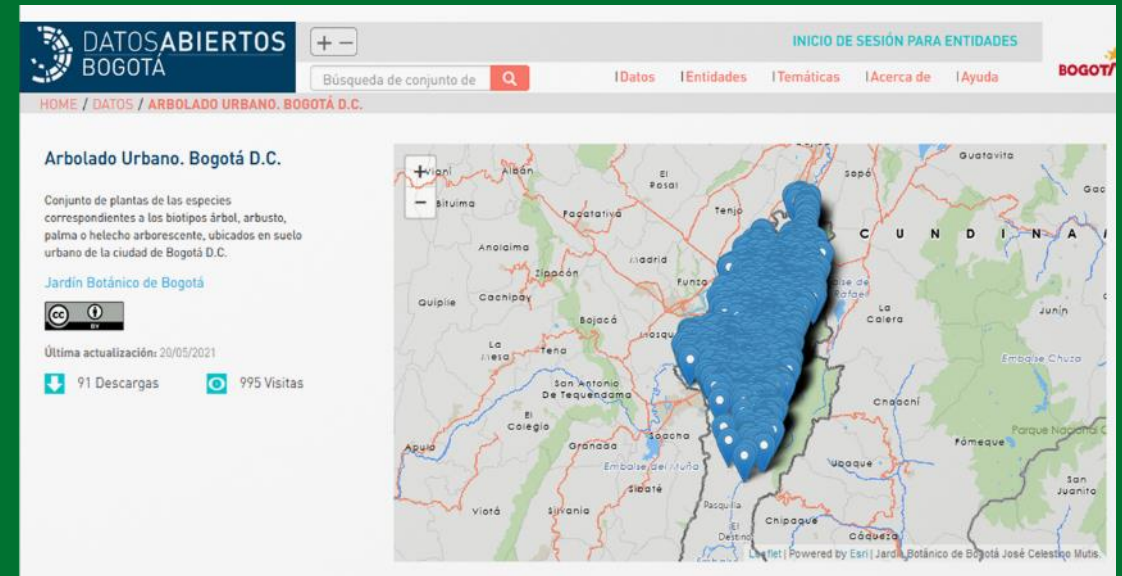 DATOSABIERTOS
BOGOTÁ
+ −
INICIO DE SESIÓN PARA ENTIDADES
Búsqueda de conjunto de
| Datos | Entidades | Temáticas | Acerca de | Ayuda
HOME / DATOS / ARBOLADO URBANO. BOGOTÁ D.C.
Arbolado Urbano. Bogotá D.C.
Conjunto de plantas de las especies
correspondientes a los biotipos árbol, arbusto,
palma o helecho arborescente, ubicados en suelo
urbano de la ciudad de Bogotá D.C.
Jardín Botánico de Bogotá
cc BY
Última actualización: 20/05/2021
91 Descargas 995 Visitas
+
−
Albán
Guatavita
El
Rosal
Sopó
Bituima
Facatativá
Tenjo
C U N D I N A
Anolaima
Madrid
Zipacón
Funza
Quipile
Cachipay
La
Calera
Junín
Bojacá
La
Mesa
Tena
Embalse Chuza
San Antonio
De Tequendama
Choachí
El
Colegio
Apulo
Granada
Soacha
Parque Nacional
Fómeque
Embalse del Muña
Ubaque
Sibaté
San
Juanito
Viotá
Silvania
Pasquilla
El
Destino
Chipaque
Cáqueza
Leaflet | Powered by Esri | Jardín Botánico de Bogotá José Celestino Mutis.